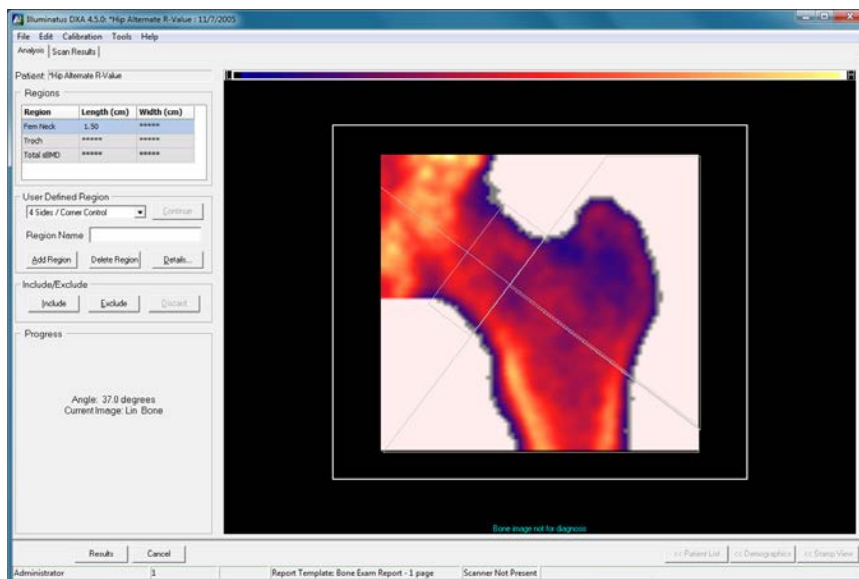 Illuminatus DXA 4.5.0: *Hip Alternate R-Value : 11/7/2005
File Edit Calibration Tools Help
Analysis Scan Results
Patient *Hip Alternate R-Value
Regions
Region Length (cm) Width (cm)
Fem Neck 1.50 *****
Troch ***** *****
Total sBMD ***** *****
User Defined Region
4 Sides / Corner Control Continue
Region Name
Add Region Delete Region Details...
Include/Exclude
Include Exclude Discard
Progress
Angle: 37.0 degrees
Current Image: Lin Bone
Bone image not for diagnosis
Results Cancel << Patient List << Demographics << Stamp View
Administrator 1 Report Template: Bone Exam Report - 1 page Scanner Not Present